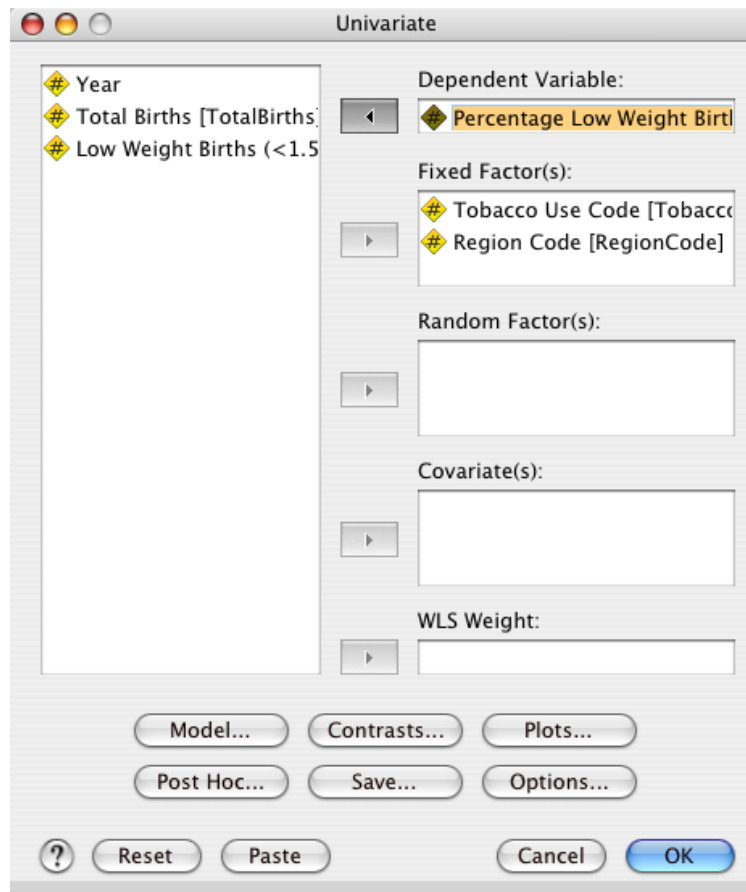 Univariate
Year
Total Births [TotalBirths]
Low Weight Births (<1.5
Dependent Variable:
Percentage Low Weight Birtl
Fixed Factor(s):
Tobacco Use Code [Tobacco
Region Code [RegionCode]
Random Factor(s):
Covariate(s):
WLS Weight:
Model... Contrasts... Plots...
Post Hoc... Save... Options...
? Reset Paste Cancel OK